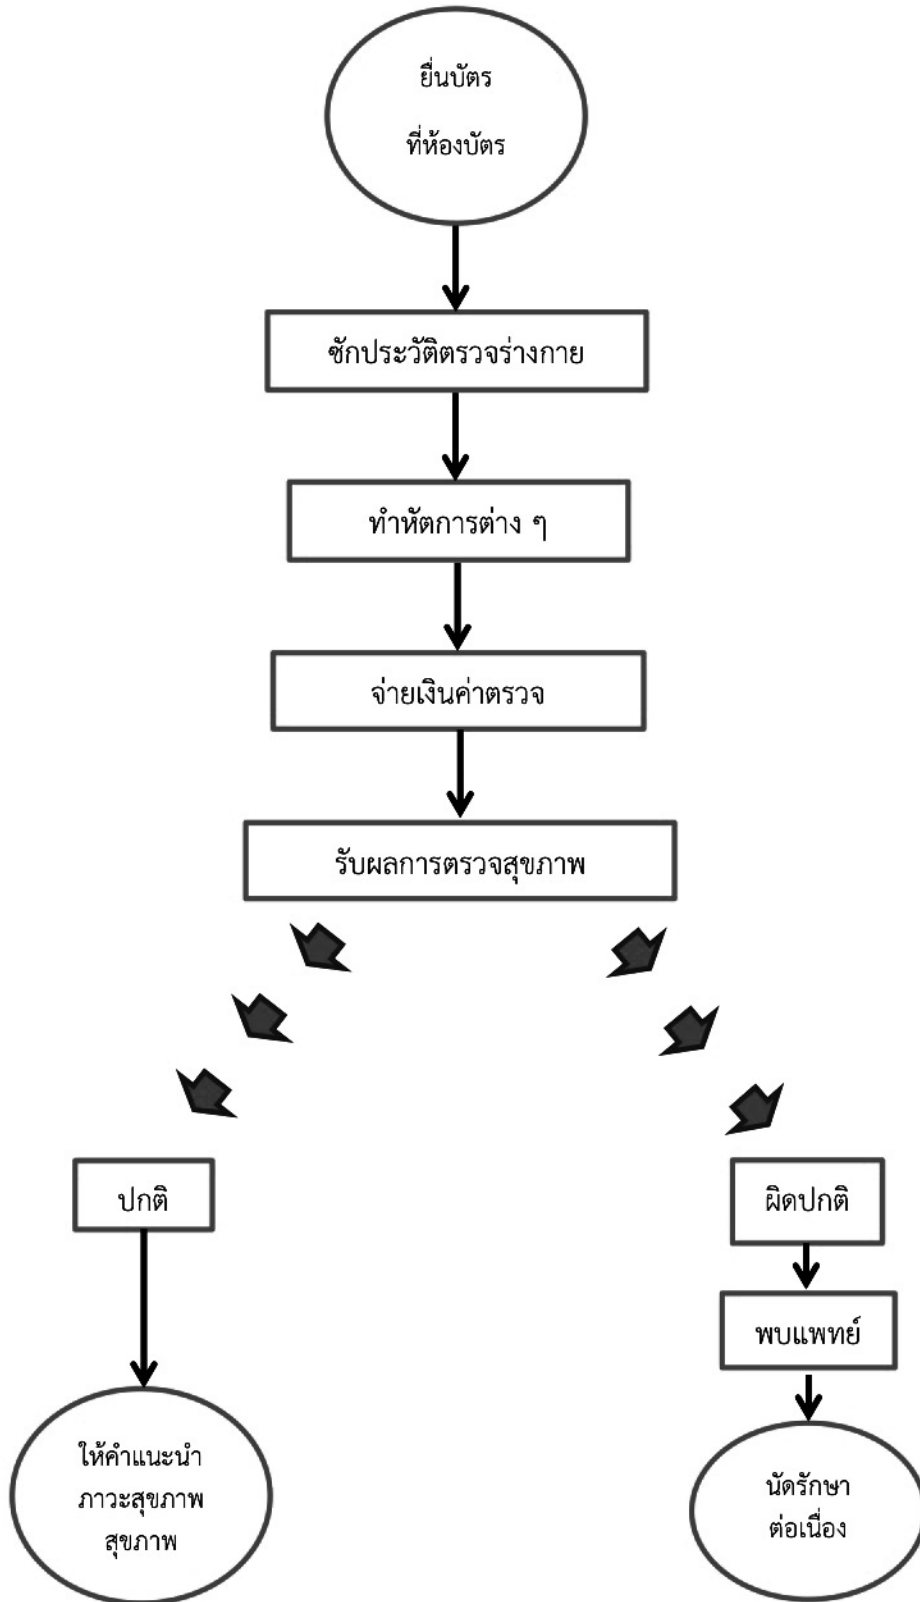 ยื่นบัตร
ที่ห้องบัตร
ซักประวัติตรวจร่างกาย
ทำหัตการต่าง ๆ
จ่ายเงินค่าตรวจ
รับผลการตรวจสุขภาพ
ปกติ
ผิดปกติ
พบแพทย์
ให้คำแนะนำ
ภาวะสุขภาพ
สุขภาพ
นัดรักษา
ต่อเนื่อง